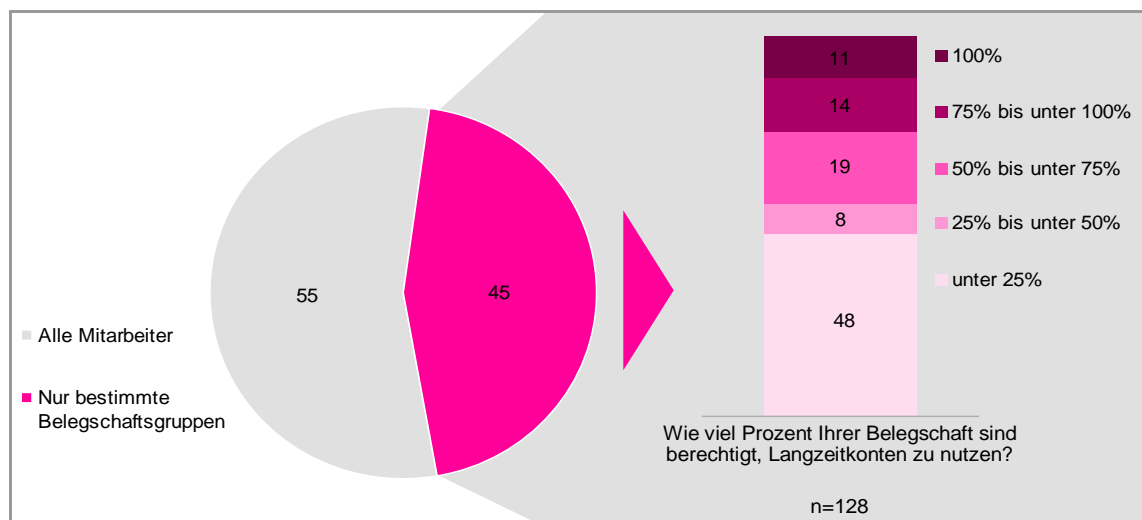 55
45
Alle Mitarbeiter
Nur bestimmte
Belegschaftsgruppen
11
14
19
8
48
100%
75% bis unter 100%
50% bis unter 75%
25% bis unter 50%
unter 25%
Wie viel Prozent Ihrer Belegschaft sind
berechtigt, Langzeitkonten zu nutzen?
n=128